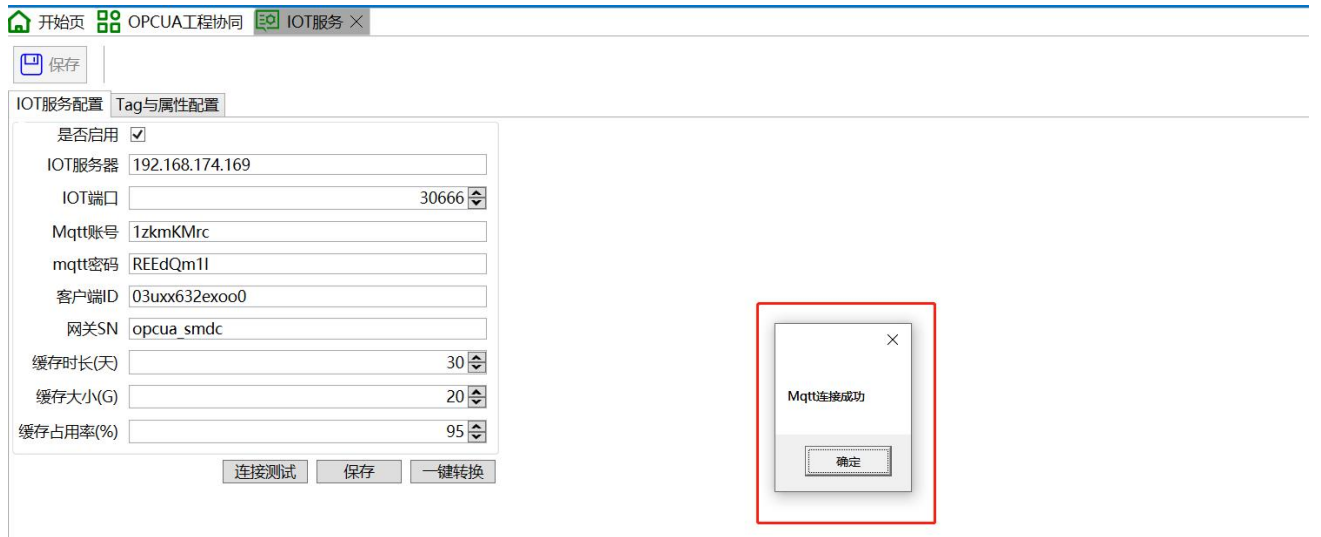 开始页 OPCUA工程协同 IOT服务
保存
IOT服务配置 Tag与属性配置
是否启用
IOT服务器 192.168.174.169
IOT端口 30666
Mqtt账号 1zkmKMrc
mqtt密码 REEdQm1l
客户端ID 03uxx632exoo0
网关SN opcua_smdc
缓存时长(天) 30
缓存大小(G) 20
缓存占用率(%) 95
连接测试 保存 一键转换
Mqtt连接成功
确定